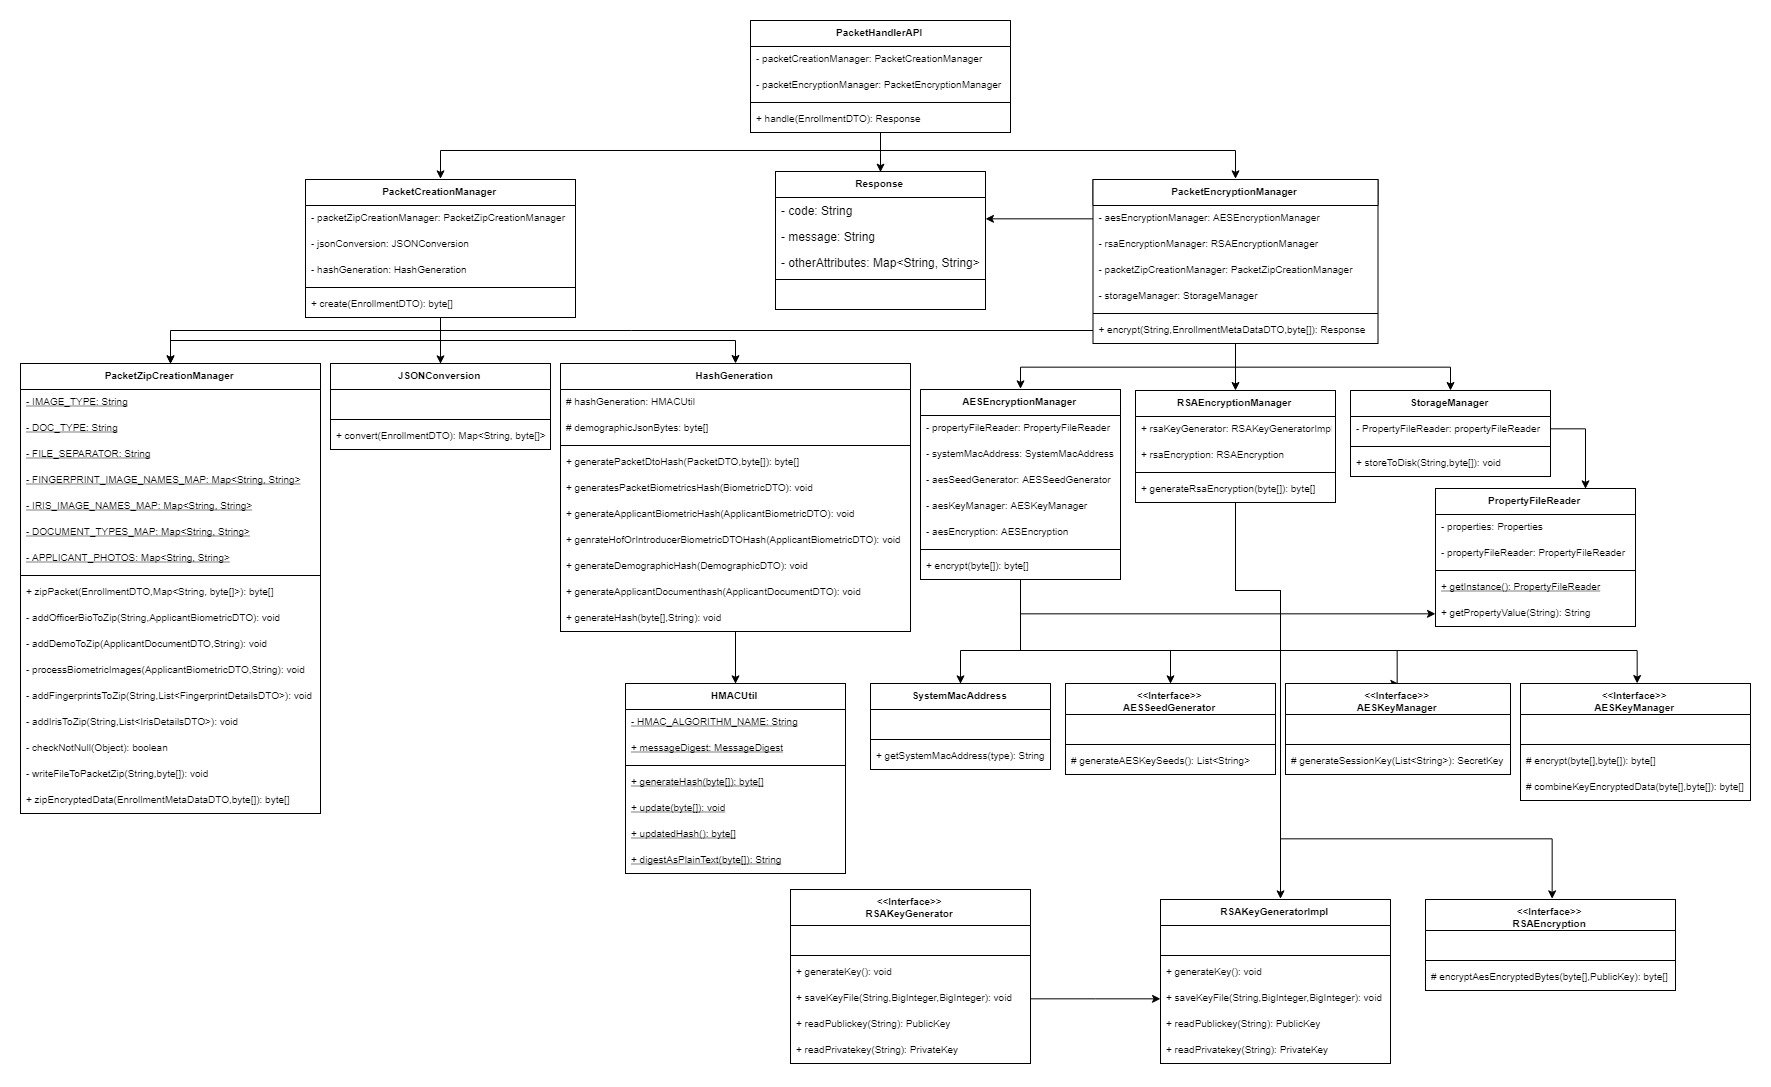 PacketHandlerAPI
- packetCreationManager: PacketCreationManager
- packetEncryptionManager: PacketEncryptionManager
+ handle(EnrollmentDTO): Response
PacketCreationManager
- packetZipCreationManager: PacketZipCreationManager
- jsonConversion: JSONConversion
- hashGeneration: HashGeneration
+ create(EnrollmentDTO): byte[]
Response
- code: String
- message: String
- otherAttributes: Map<String, String>
PacketEncryptionManager
- aesEncryptionManager: AESEncryptionManager
- rsaEncryptionManager: RSAEncryptionManager
- packetZipCreationManager: PacketZipCreationManager
- storageManager: StorageManager
+ encrypt(String,EnrollmentMetaDataDTO,byte[]): Response
PacketZipCreationManager
- IMAGE_TYPE: String
- DOC_TYPE: String
- FILE_SEPARATOR: String
- FINGERPRINT_IMAGE_NAMES_MAP: Map<String, String>
- IRIS_IMAGE_NAMES_MAP: Map<String, String>
- DOCUMENT_TYPES_MAP: Map<String, String>
- APPLICANT_PHOTOS: Map<String, String>
+ zipPacket(EnrollmentDTO,Map<String, byte[]>): byte[]
- addOfficerBioToZip(String,ApplicantBiometricDTO): void
- addDemoToZip(ApplicantDocumentDTO,String): void
- processBiometricImages(ApplicantBiometricDTO,String): void
- addFingerprintsToZip(String,List<FingerprintDetailsDTO>): void
- addIrisToZip(String,List<IrisDetailsDTO>): void
- checkNotNull(Object): boolean
- writeFileToPacketZip(String,byte[]): void
+ zipEncryptedData(EnrollmentMetaDataDTO,byte[]): byte[]
JSONConversion
+ convert(EnrollmentDTO): Map<String, byte[]>
HashGeneration
# hashGeneration: HMACUtil
# demographicJsonBytes: byte[]
+ generatePacketDtoHash(PacketDTO,byte[]): byte[]
+ generatesPacketBiometricsHash(BiometricDTO): void
+ generateApplicantBiometricHash(ApplicantBiometricDTO): void
+ genrateHofOrIntroducerBiometricDTOHash(ApplicantBiometricDTO): void
+ generateDemographicHash(DemographicDTO): void
+ generateApplicantDocumenthash(ApplicantDocumentDTO): void
+ generateHash(byte[],String): void
AESEncryptionManager
- propertyFileReader: PropertyFileReader
- systemMacAddress: SystemMacAddress
- aesSeedGenerator: AESSeedGenerator
- aesKeyManager: AESKeyManager
- aesEncryption: AESEncryption
+ encrypt(byte[]): byte[]
RSAEncryptionManager
+ rsaKeyGenerator: RSAKeyGeneratorImp
+ rsaEncryption: RSAEncryption
+ generateRsaEncryption(byte[]): byte[]
StorageManager
- PropertyFileReader: propertyFileReader
+ storeToDisk(String,byte[]): void
PropertyFileReader
- properties: Properties
- propertyFileReader: PropertyFileReader
+ getInstance(): PropertyFileReader
+ getPropertyValue(String): String
HMACUtil
- HMAC_ALGORITHM_NAME: String
+ messageDigest: MessageDigest
+ generateHash(byte[]): byte[]
+ update(byte[]): void
+ updatedHash(): byte[]
+ digestAsPlainText(byte[]): String
SystemMacAddress
+ getSystemMacAddress(type): String
<<Interface>>
AESSeedGenerator
# generateAESKeySeeds(): List<String>
<<Interface>>
AESKeyManager
# generateSessionKey(List<String>): SecretKey
<<Interface>>
AESKeyManager
# encrypt(byte[],byte[]): byte[]
# combineKeyEncryptedData(byte[],byte[]): byte[]
<<Interface>>
RSAKeyGenerator
+ generateKey(): void
+ saveKeyFile(String,BigInteger,BigInteger): void
+ readPublickey(String): PublicKey
+ readPrivatekey(String): PrivateKey
RSAKeyGeneratorImpl
+ generateKey(): void
+ saveKeyFile(String,BigInteger,BigInteger): void
+ readPublickey(String): PublicKey
+ readPrivatekey(String): PrivateKey
<<Interface>>
RSAEncryption
# encryptAesEncryptedBytes(byte[],PublicKey): byte[]